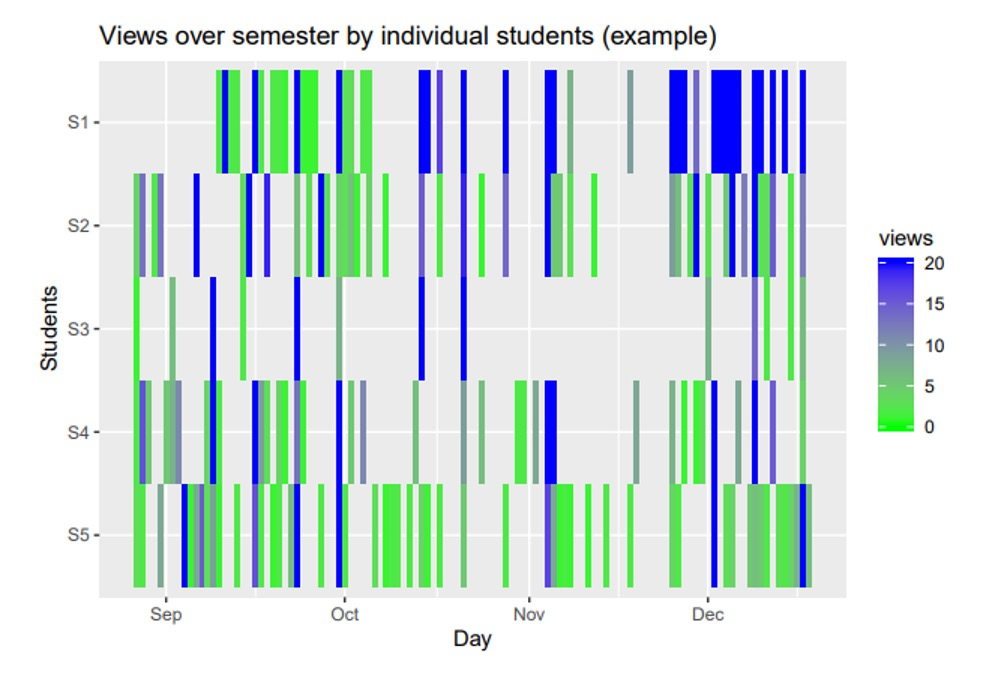 Views over semester by individual students (example)
S1
S2
S3
S4
S5
Students
Sep
Oct
Nov
Dec
Day
views
20
15
10
5
0